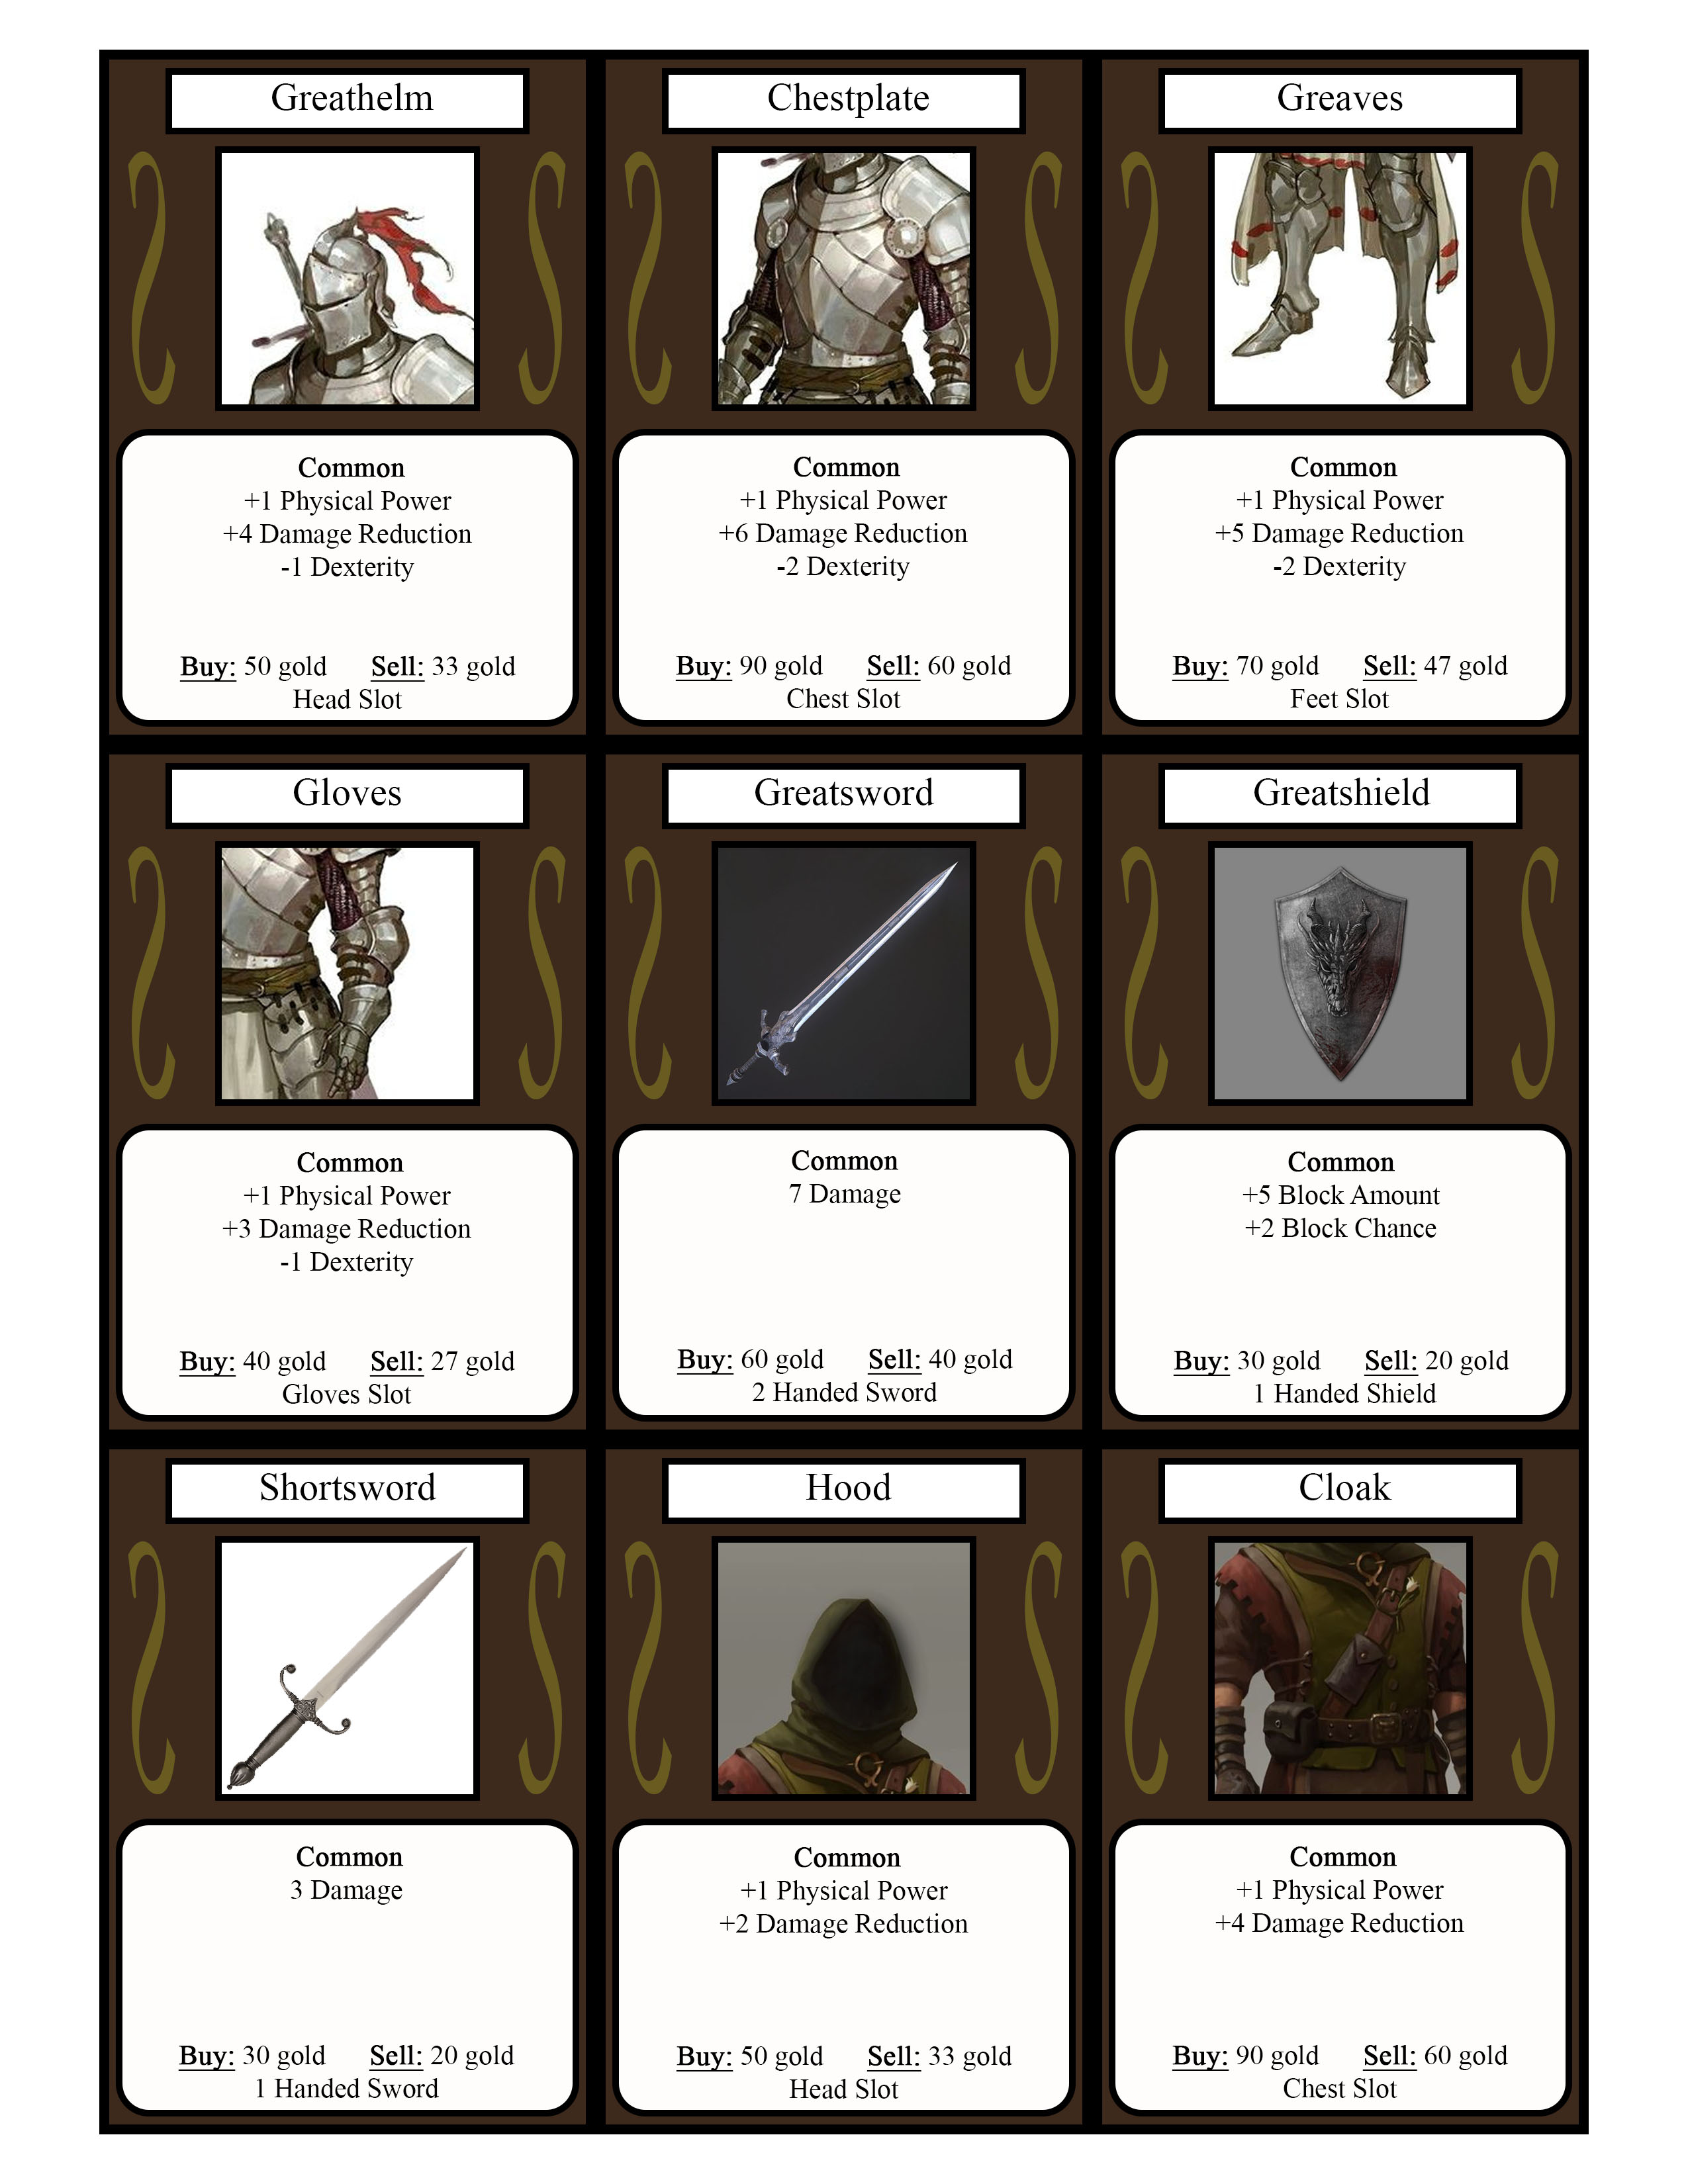 Greathelm
Common
+1 Physical Power
+4 Damage Reduction
-1 Dexterity
Buy: 50 gold Sell: 33 gold
Head Slot
Chestplate
Common
+1 Physical Power
+6 Damage Reduction
-2 Dexterity
Buy: 90 gold Sell: 60 gold
Chest Slot
Greaves
Common
+1 Physical Power
+5 Damage Reduction
-2 Dexterity
Buy: 70 gold Sell: 47 gold
Feet Slot
Gloves
Common
+1 Physical Power
+3 Damage Reduction
-1 Dexterity
Buy: 40 gold Sell: 27 gold
Gloves Slot
Greatsword
Common
7 Damage
Buy: 60 gold Sell: 40 gold
2 Handed Sword
Greatshield
Common
+5 Block Amount
+2 Block Chance
Buy: 30 gold Sell: 20 gold
1 Handed Shield
Shortsword
Common
3 Damage
Buy: 30 gold Sell: 20 gold
1 Handed Sword
Hood
Common
+1 Physical Power
+2 Damage Reduction
Buy: 50 gold Sell: 33 gold
Head Slot
Cloak
Common
+1 Physical Power
+4 Damage Reduction
Buy: 90 gold Sell: 60 gold
Chest Slot